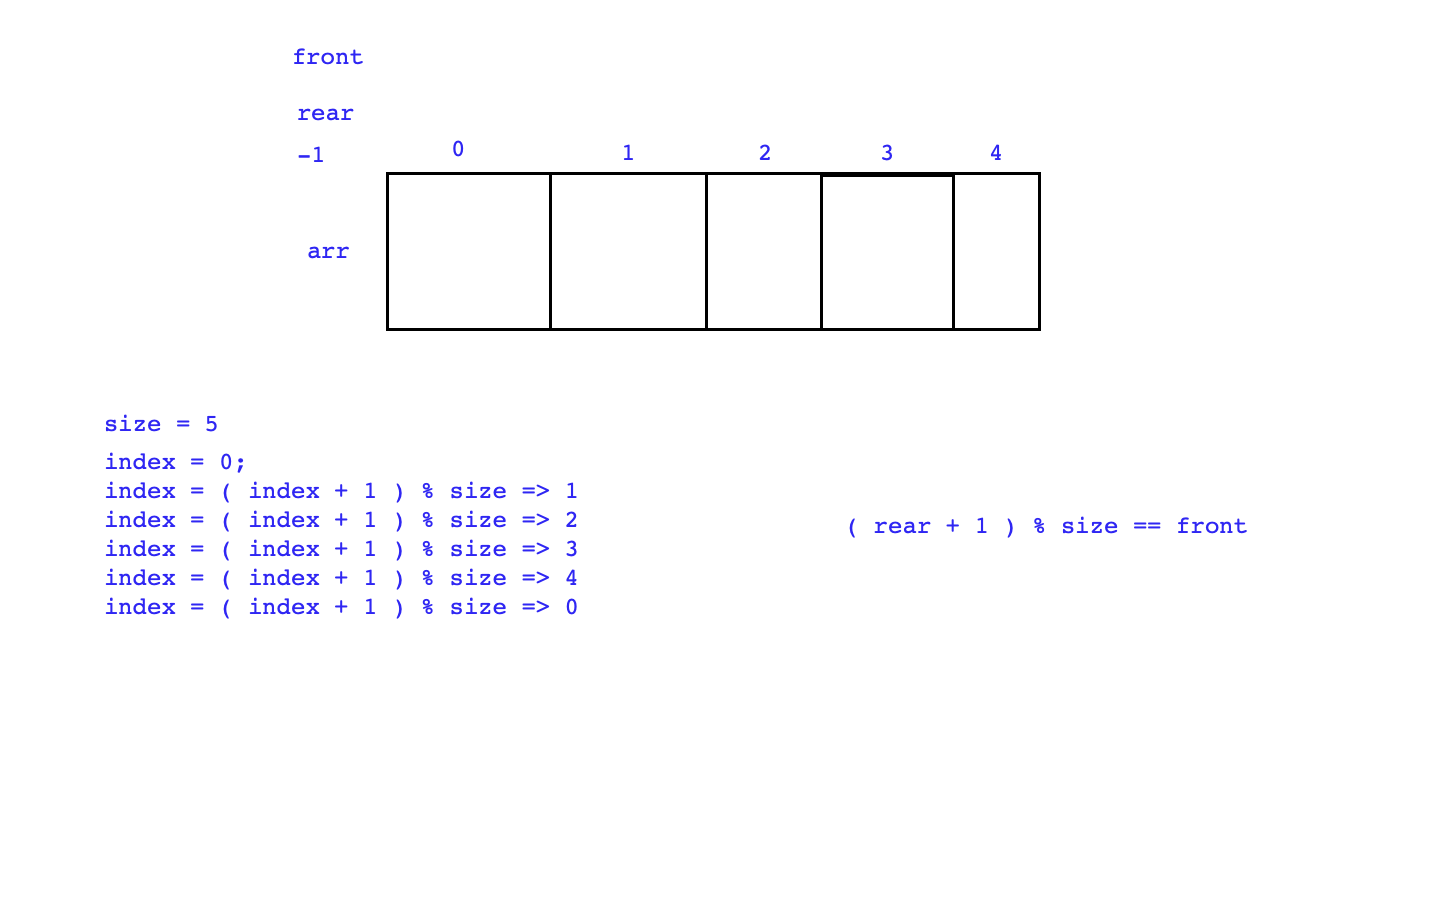 front
rear
-1 0 1 2 3 4
arr
size = 5
index = 0;
index = ( index + 1 ) % size => 1
index = ( index + 1 ) % size => 2
index = ( index + 1 ) % size => 3
index = ( index + 1 ) % size => 4
index = ( index + 1 ) % size => 0
( rear + 1 ) % size == front